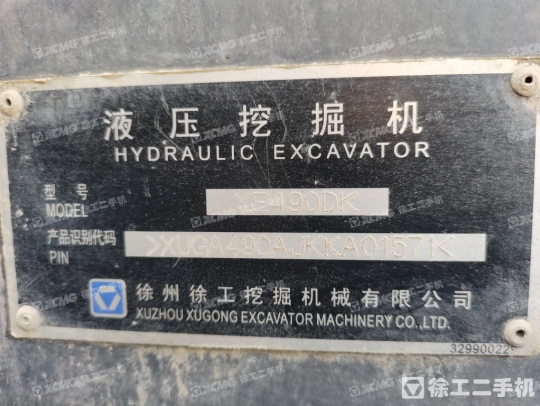 液压挖掘机
HYDRAULIC EXCAVATOR
型号 XE490DK
MODEL
产品识别代码 >XUGA490AJKKA01571<
PIN
徐州徐工挖掘机械有限公司
XUZHOU XUGONG EXCAVATOR MACHINERY CO.,LTD.
徐工二手机